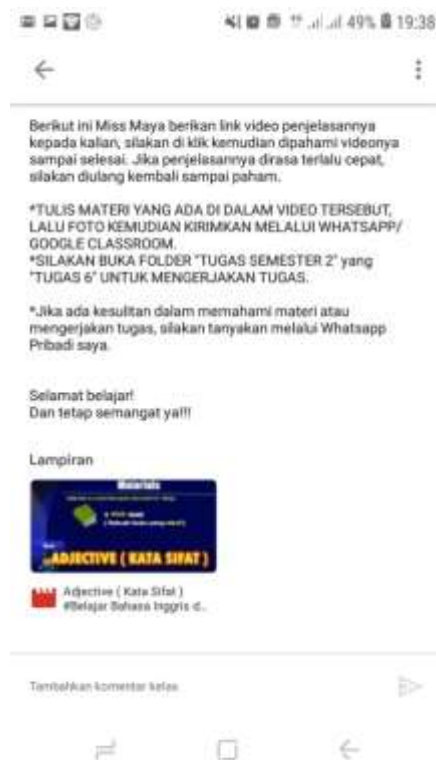 49% 19:38
Berikut ini Miss Maya berikan link video penjelasannya
kepada kalian, silakan di klik kemudian dipahami videonya
sampai selesai. Jika penjelasannya dirasa terlalu cepat,
silakan diulang kembali sampai paham.
*TULIS MATERI YANG ADA DI DALAM VIDEO TERSEBUT,
LALU FOTO KEMUDIAN KIRIMKAN MELALUI WHATSAPP/
GOOGLE CLASSROOM.
*SILAKAN BUKA FOLDER "TUGAS SEMESTER 2" yang
"TUGAS 6" UNTUK MENGERJAKAN TUGAS.
*Jika ada kesulitan dalam memahami materi atau
mengerjakan tugas, silakan tanyakan melalui Whatsapp
Pribadi saya.
Selamat belajar!
Dan tetap semangat ya!!!
Lampiran
Materials
ADJECTIVE ( KATA SIFAT )
Adjective ( Kata Sifat )
#Belajar Bahasa Inggris d..
Tambahkan komentar kelas